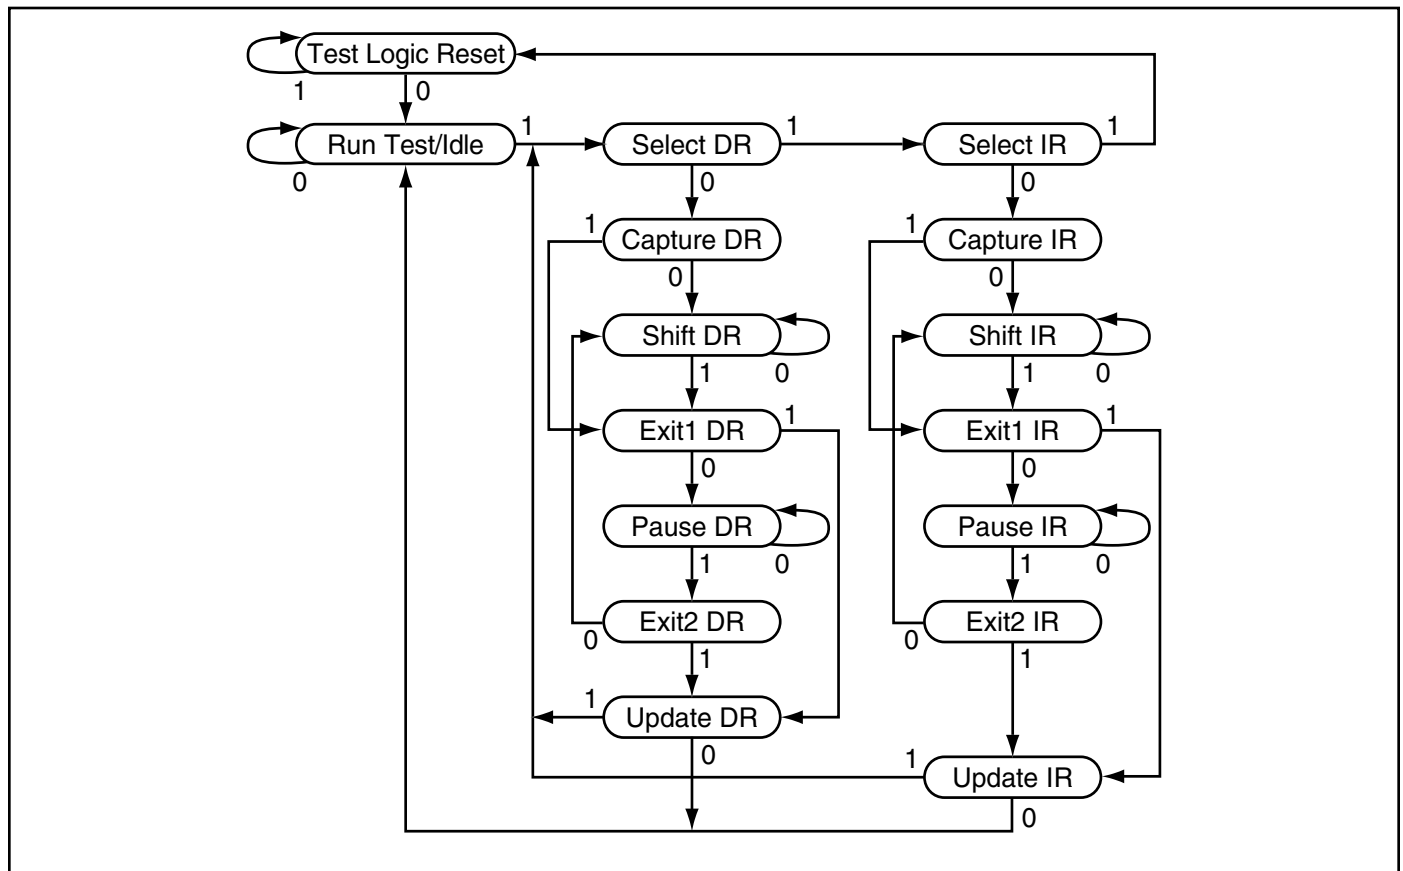 Test Logic Reset
1 0
Run Test/Idle 1 Select DR 1 Select IR 1
0 0 0
1 Capture DR 1 Capture IR
0 0
Shift DR Shift IR
1 0 1 0
Exit1 DR 1 Exit1 IR 1
0 0
Pause DR Pause IR
1 0 1 0
Exit2 DR Exit2 IR
0 1 0 1
1 Update DR
0 1 Update IR
0